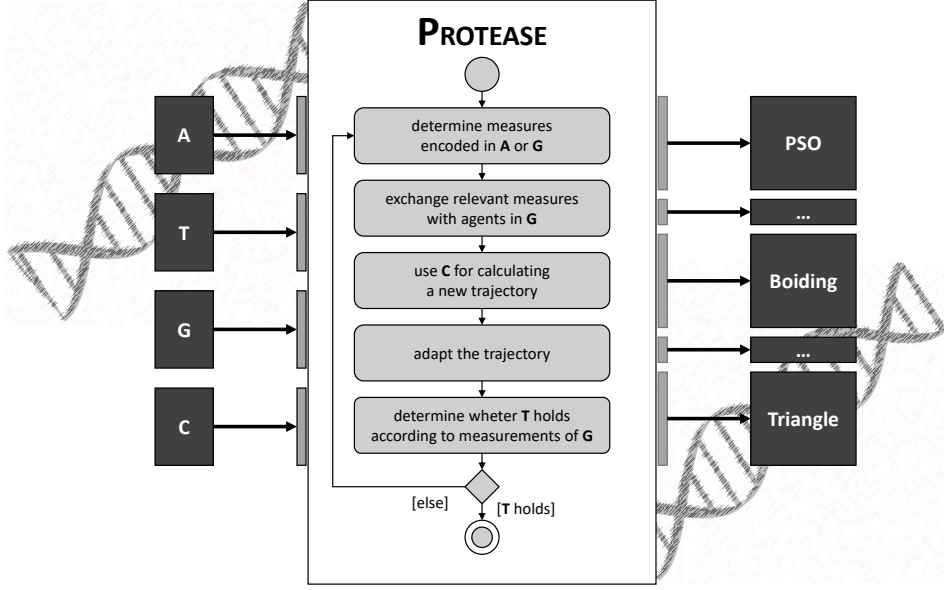 PROTEASE
A
T
G
C
determine measures
encoded in A or G
exchange relevant measures
with agents in G
use C for calculating
a new trajectory
adapt the trajectory
determine wheter T holds
according to measurements of G
[else]
[T holds]
PSO
...
Boiding
...
Triangle